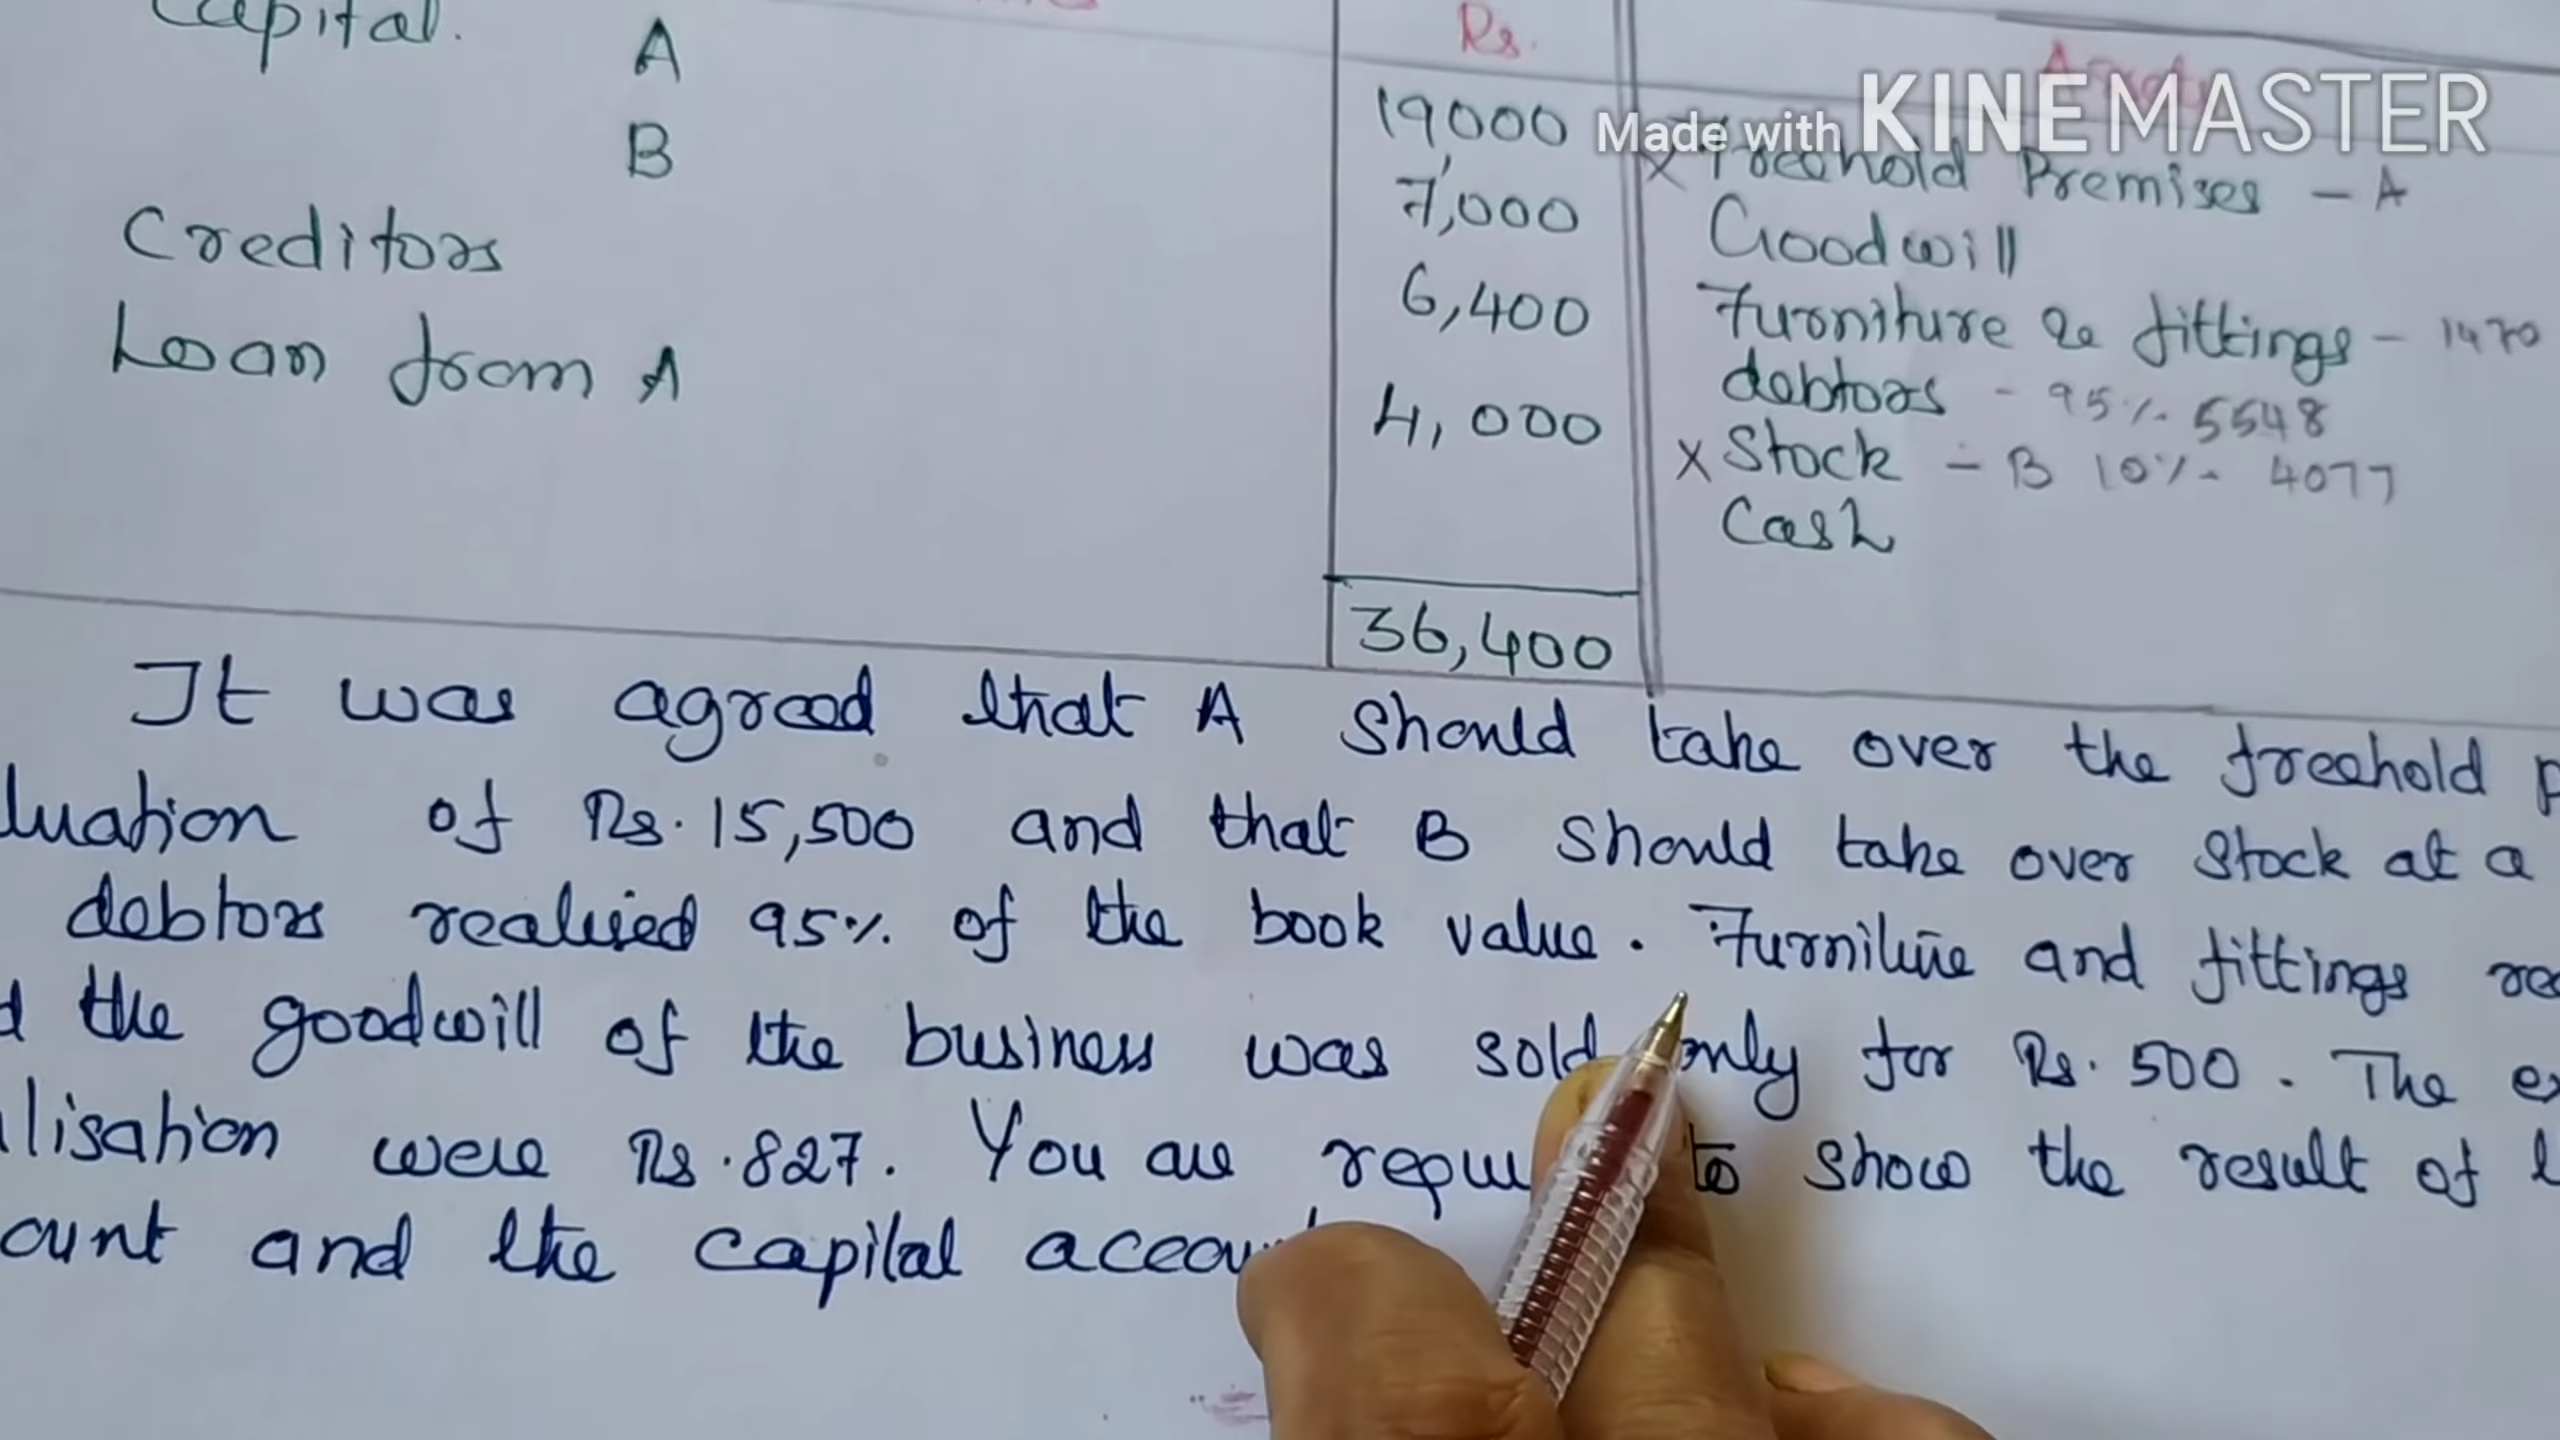 Capital. A
Rs.
Assets
Made with KINEMASTER
19000
B
x Freehold Premises - A
7,000
Goodwill
Creditors
6,400
Furniture & fittings - 1470
Loan from A
4,000
debtors - 95% 5548
x Stock - B 10% 4077
Cash
36,400
It was agreed that A should take over the freehold
luation of Rs. 15,500 and that B should take over stock at a
debtors realised 95% of the book value. Furniture and fittings
the goodwill of the business was sold only for Rs. 500. The
lisation were Rs. 827. You are to show the result of
ount and the capital